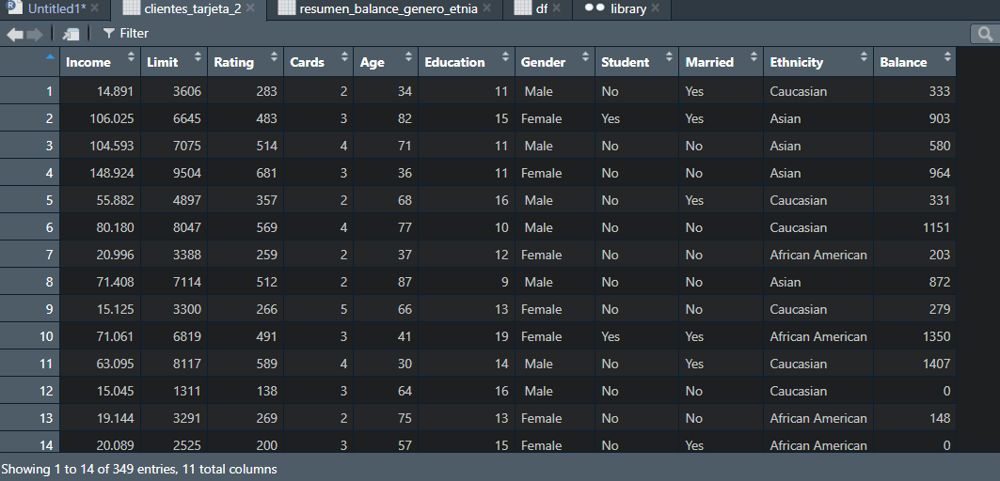 Untitled1* clientes_tarjeta_2 resumen_balance_genero_etnia df library
Filter
Income Limit Rating Cards Age Education Gender Student Married Ethnicity Balance
1 14.891 3606 283 2 34 11 Male No Yes Caucasian 333
2 106.025 6645 483 3 82 15 Female Yes Yes Asian 903
3 104.593 7075 514 4 71 11 Male No No Asian 580
4 148.924 9504 681 3 36 11 Female No No Asian 964
5 55.882 4897 357 2 68 16 Male No Yes Caucasian 331
6 80.180 8047 569 4 77 10 Male No No Caucasian 1151
7 20.996 3388 259 2 37 12 Female No No African American 203
8 71.408 7114 512 2 87 9 Male No No Asian 872
9 15.125 3300 266 5 66 13 Female No No Caucasian 279
10 71.061 6819 491 3 41 19 Female Yes Yes African American 1350
11 63.095 8117 589 4 30 14 Male No Yes Caucasian 1407
12 15.045 1311 138 3 64 16 Male No No Caucasian 0
13 19.144 3291 269 2 75 13 Female No No African American 148
14 20.089 2525 200 3 57 15 Female No Yes African American 0
Showing 1 to 14 of 349 entries, 11 total columns